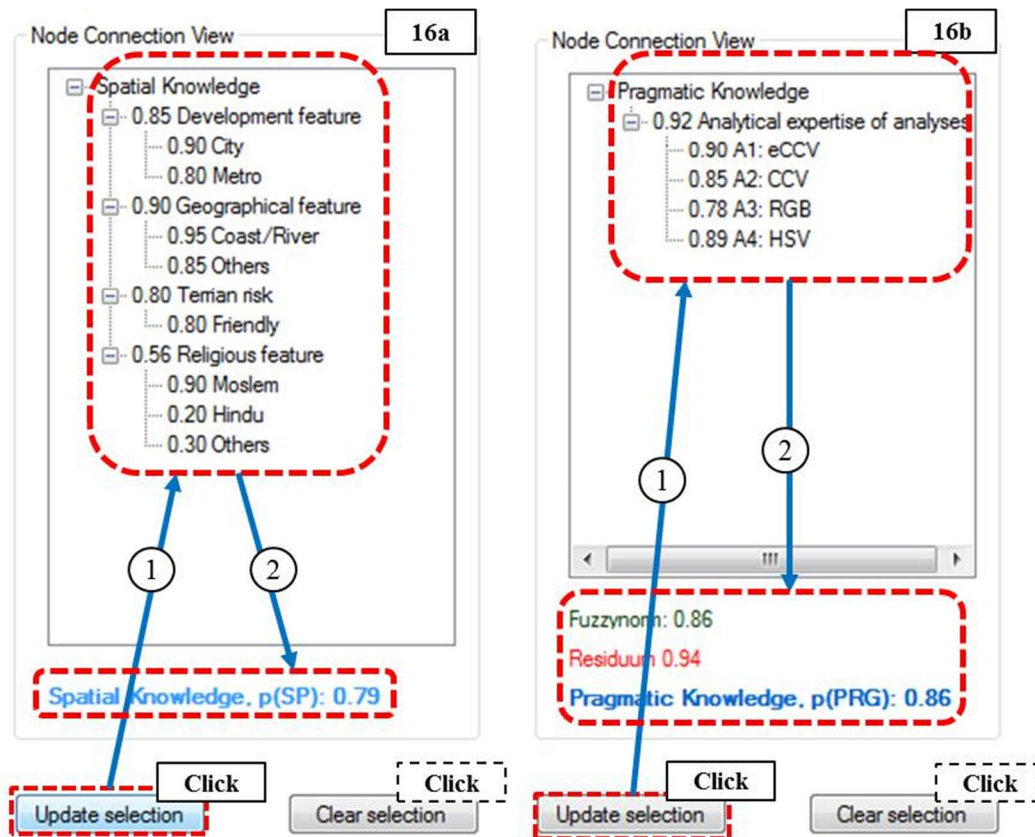 16a
Node Connection View
Spatial Knowledge
0.85 Development feature
0.90 City
0.80 Metro
0.90 Geographical feature
0.95 Coast/River
0.85 Others
0.80 Terrian risk
0.80 Friendly
0.56 Religious feature
0.90 Moslem
0.20 Hindu
0.30 Others
1
2
Spatial Knowledge, p(SP): 0.79
Click
Click
Update selection
Clear selection
16b
Node Connection View
Pragmatic Knowledge
0.92 Analytical expertise of analyses
0.90 A1: eCCV
0.85 A2: CCV
0.78 A3: RGB
0.89 A4: HSV
2
1
Fuzzynorm: 0.86
Residuum 0.94
Pragmatic Knowledge, p(PRG): 0.86
Click
Click
Update selection
Clear selection